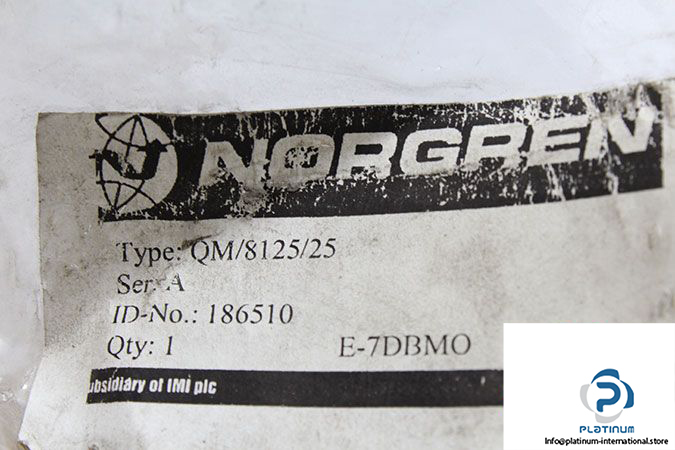 NORGREN
Type: QM/8125/25
Ser: A
ID-No.: 186510
Qty: 1 E-7DBMO
ubsidiary of IMI plc
PLATINUM
Info@platinum-international.store